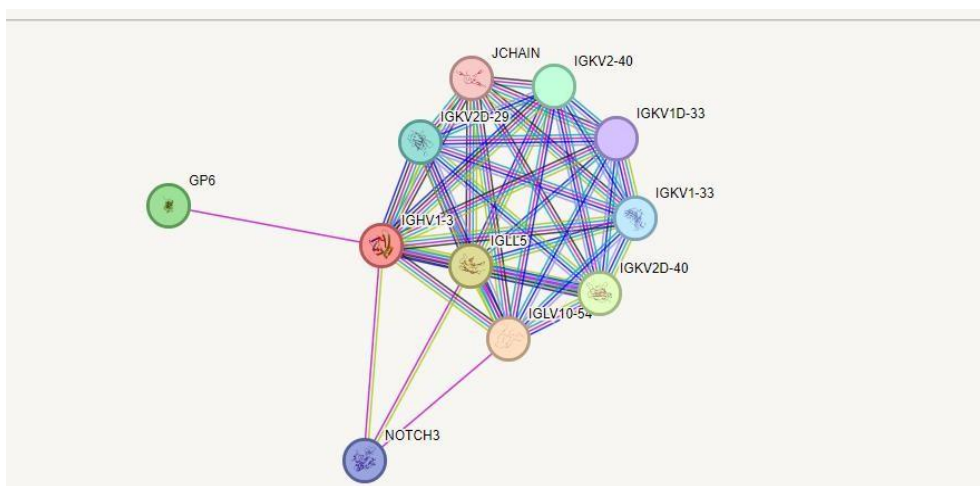 JCHAIN
IGKV2-40
IGKV2D-29
IGKV1D-33
GP6
IGKV1-33
IGHV1-3
IGLL5
IGKV2D-40
IGLV10-54
NOTCH3